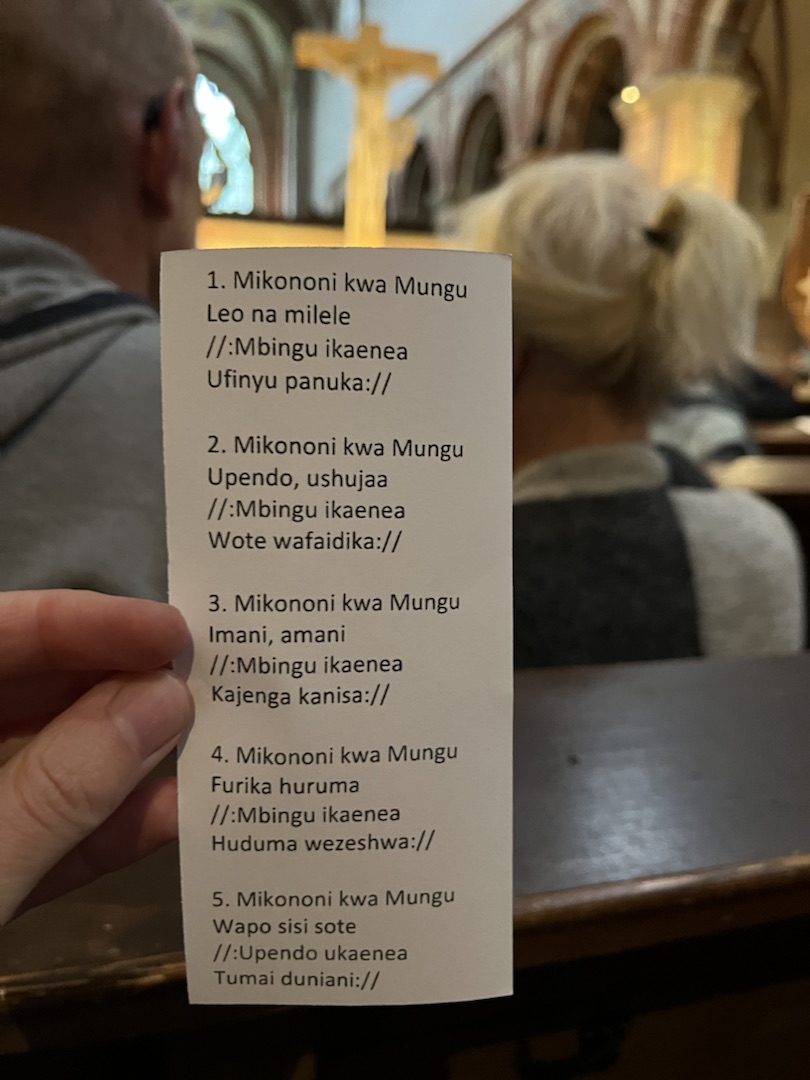 1. Mikononi kwa Mungu
Leo na milele
//:Mbingu ikaenea
Ufinyu panuka://
2. Mikononi kwa Mungu
Upendo, ushujaa
//:Mbingu ikaenea
Wote wafaidika://
3. Mikononi kwa Mungu
Imani, amani
//:Mbingu ikaenea
Kajenga kanisa://
4. Mikononi kwa Mungu
Furika huruma
//:Mbingu ikaenea
Huduma wezeshwa://
5. Mikononi kwa Mungu
Wapo sisi sote
//:Upendo ukaenea
Tumai duniani://